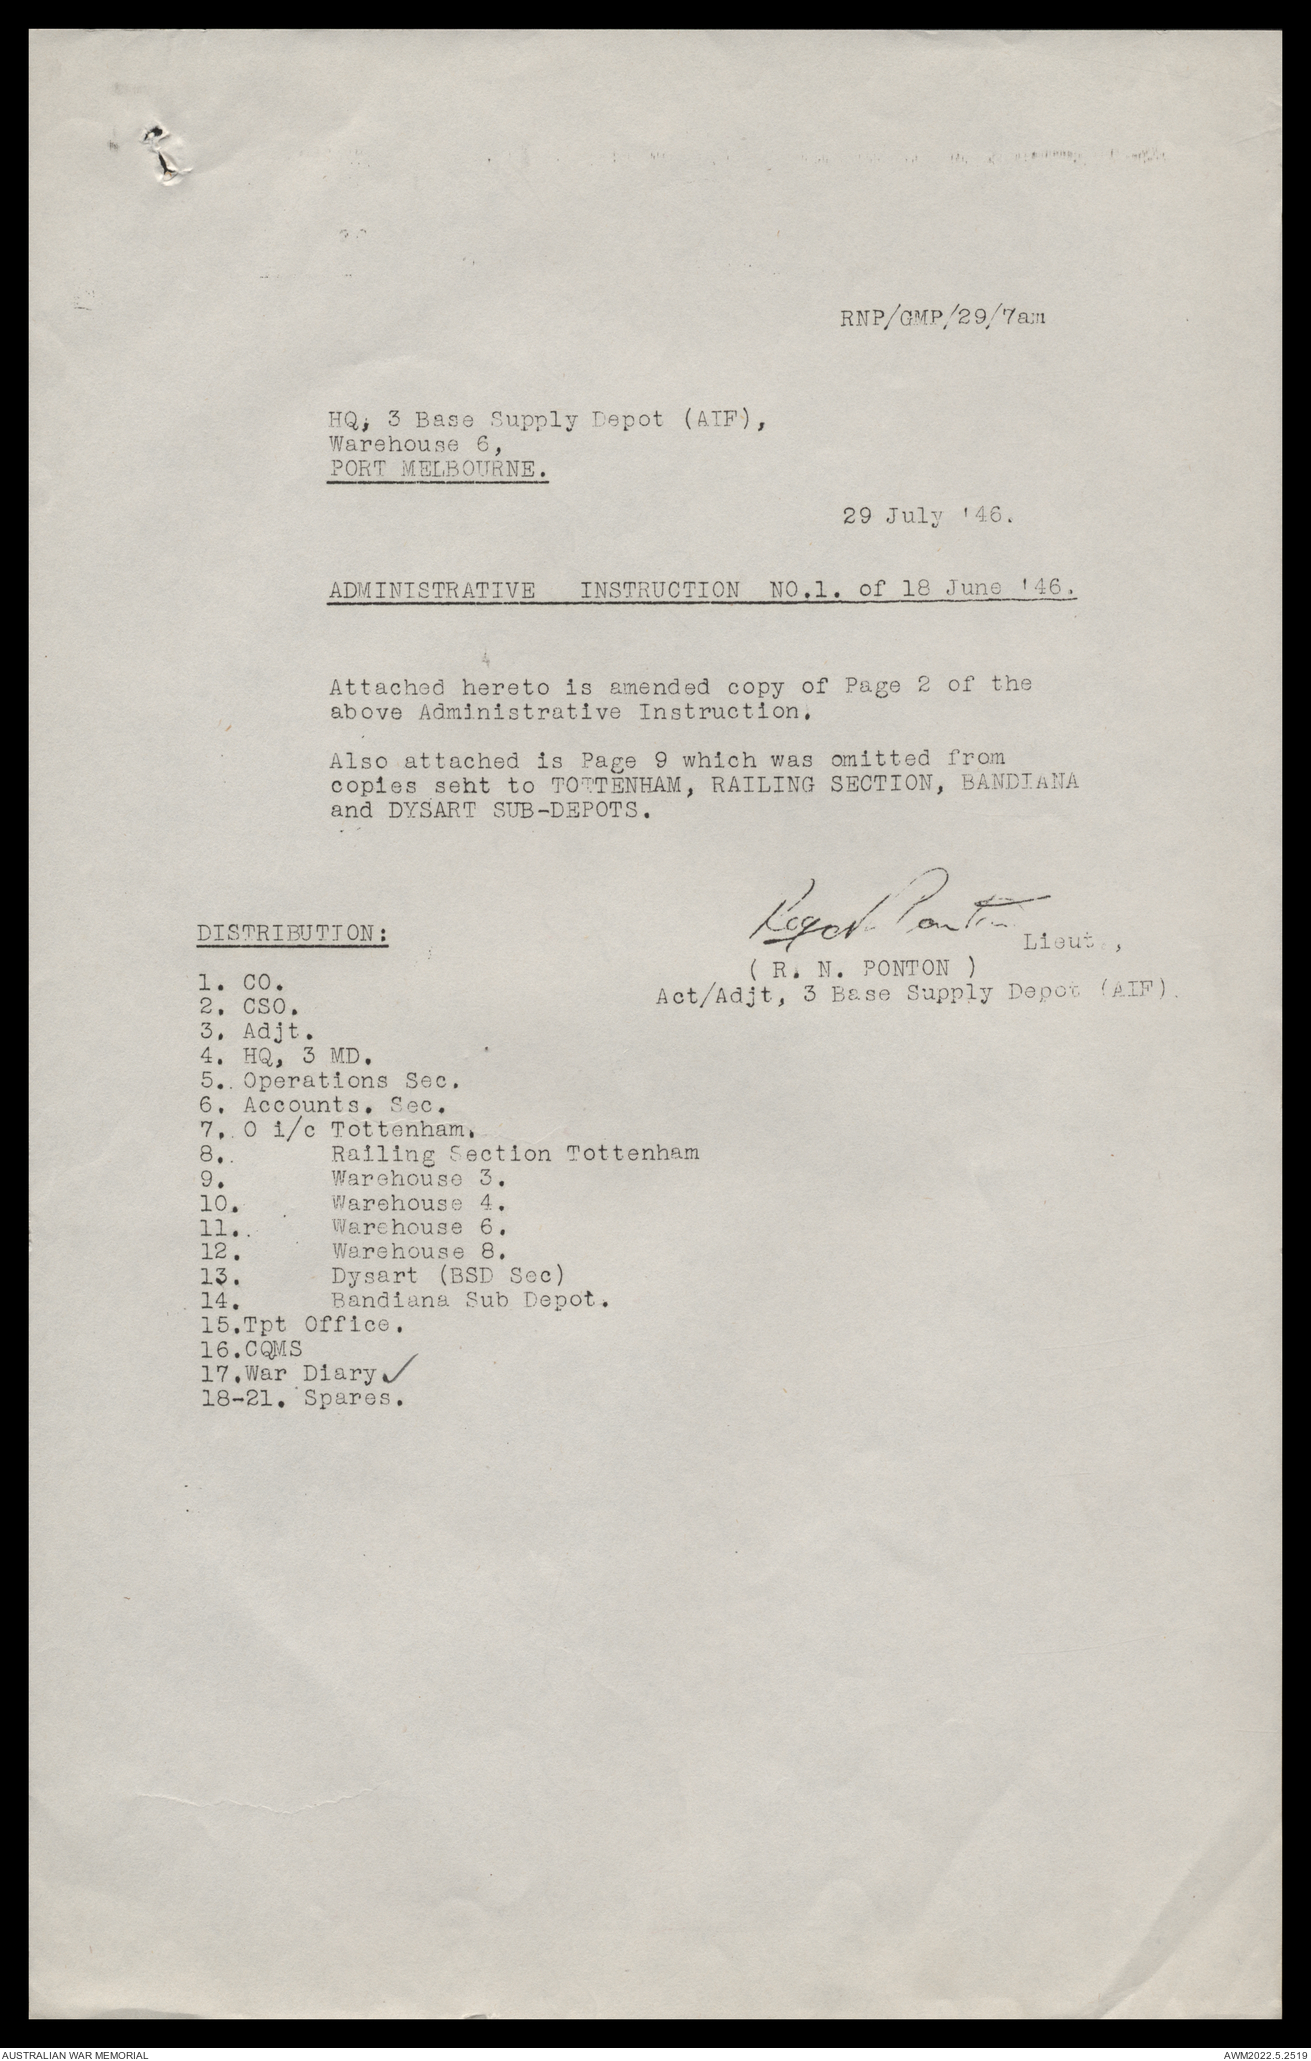 RNP/GMP/29/7am
HQ, 3 Base Supply Depot (AIF),
Warehouse 6,
PORT MELBOURNE.
29 July '46.
ADMINISTRATIVE INSTRUCTION NO.1. of 18 June '46.
Attached hereto is amended copy of Page 2 of the
above Administrative Instruction.
Also attached is Page 9 which was omitted from
copies seht to TOTTENHAM, RAILING SECTION, BANDIANA
and DYSART SUB-DEPOTS.
Roger N. Ponton
Lieut.,
( R. N. PONTON )
Act/Adjt, 3 Base Supply Depot (AIF).
DISTRIBUTION:
1. CO.
2. CSO.
3. Adjt.
4. HQ, 3 MD.
5. Operations Sec.
6. Accounts. Sec.
7. O i/c Tottenham.
8. Railing Section Tottenham
9. Warehouse 3.
10. Warehouse 4.
11. Warehouse 6.
12. Warehouse 8.
13. Dysart (BSD Sec)
14. Bandiana Sub Depot.
15.Tpt Office.
16.CQMS
17.War Diary. ✓
18-21. Spares.
AUSTRALIAN WAR MEMORIAL
AWM2022.5.2519